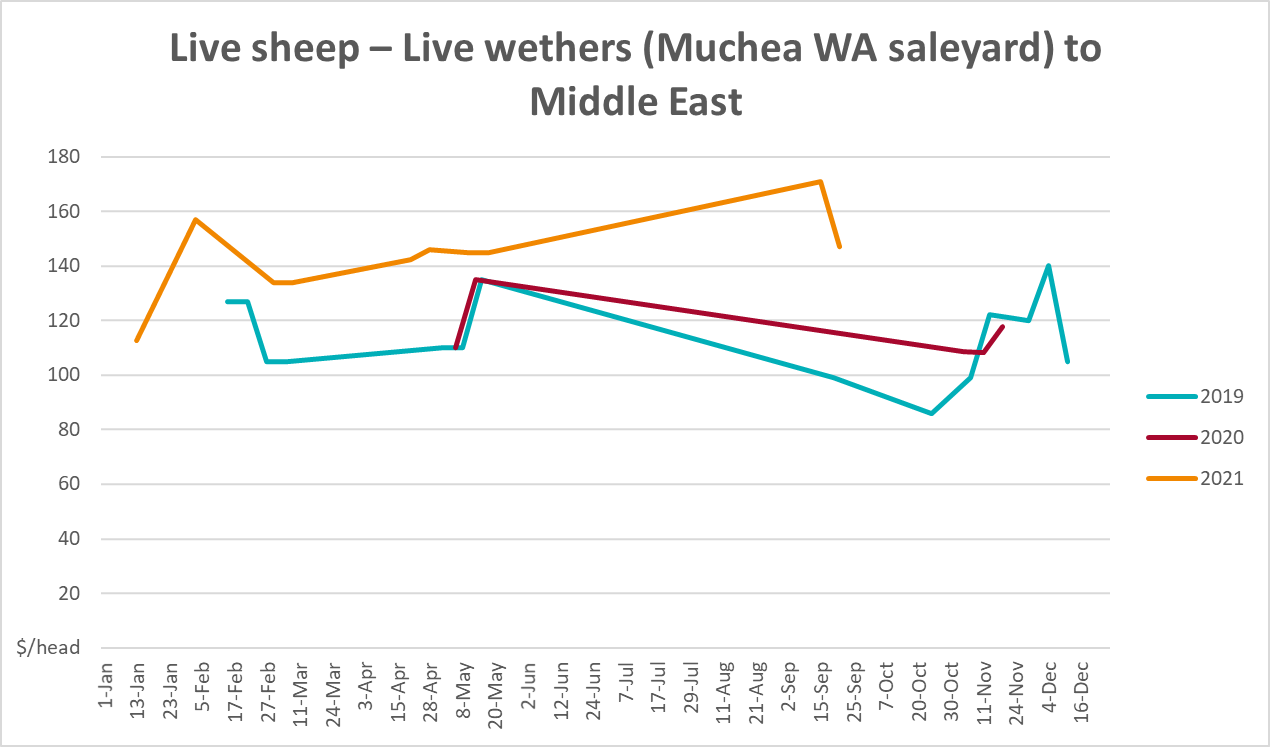 Live sheep – Live wethers (Muchea WA saleyard) to
Middle East
180
160
140
120
100
80
60
40
20
$/head
1-Jan
13-Jan
23-Jan
5-Feb
17-Feb
27-Feb
11-Mar
24-Mar
3-Apr
15-Apr
28-Apr
8-May
20-May
2-Jun
12-Jun
24-Jun
7-Jul
17-Jul
29-Jul
11-Aug
21-Aug
2-Sep
15-Sep
25-Sep
7-Oct
20-Oct
30-Oct
11-Nov
24-Nov
4-Dec
16-Dec
2019
2020
2021